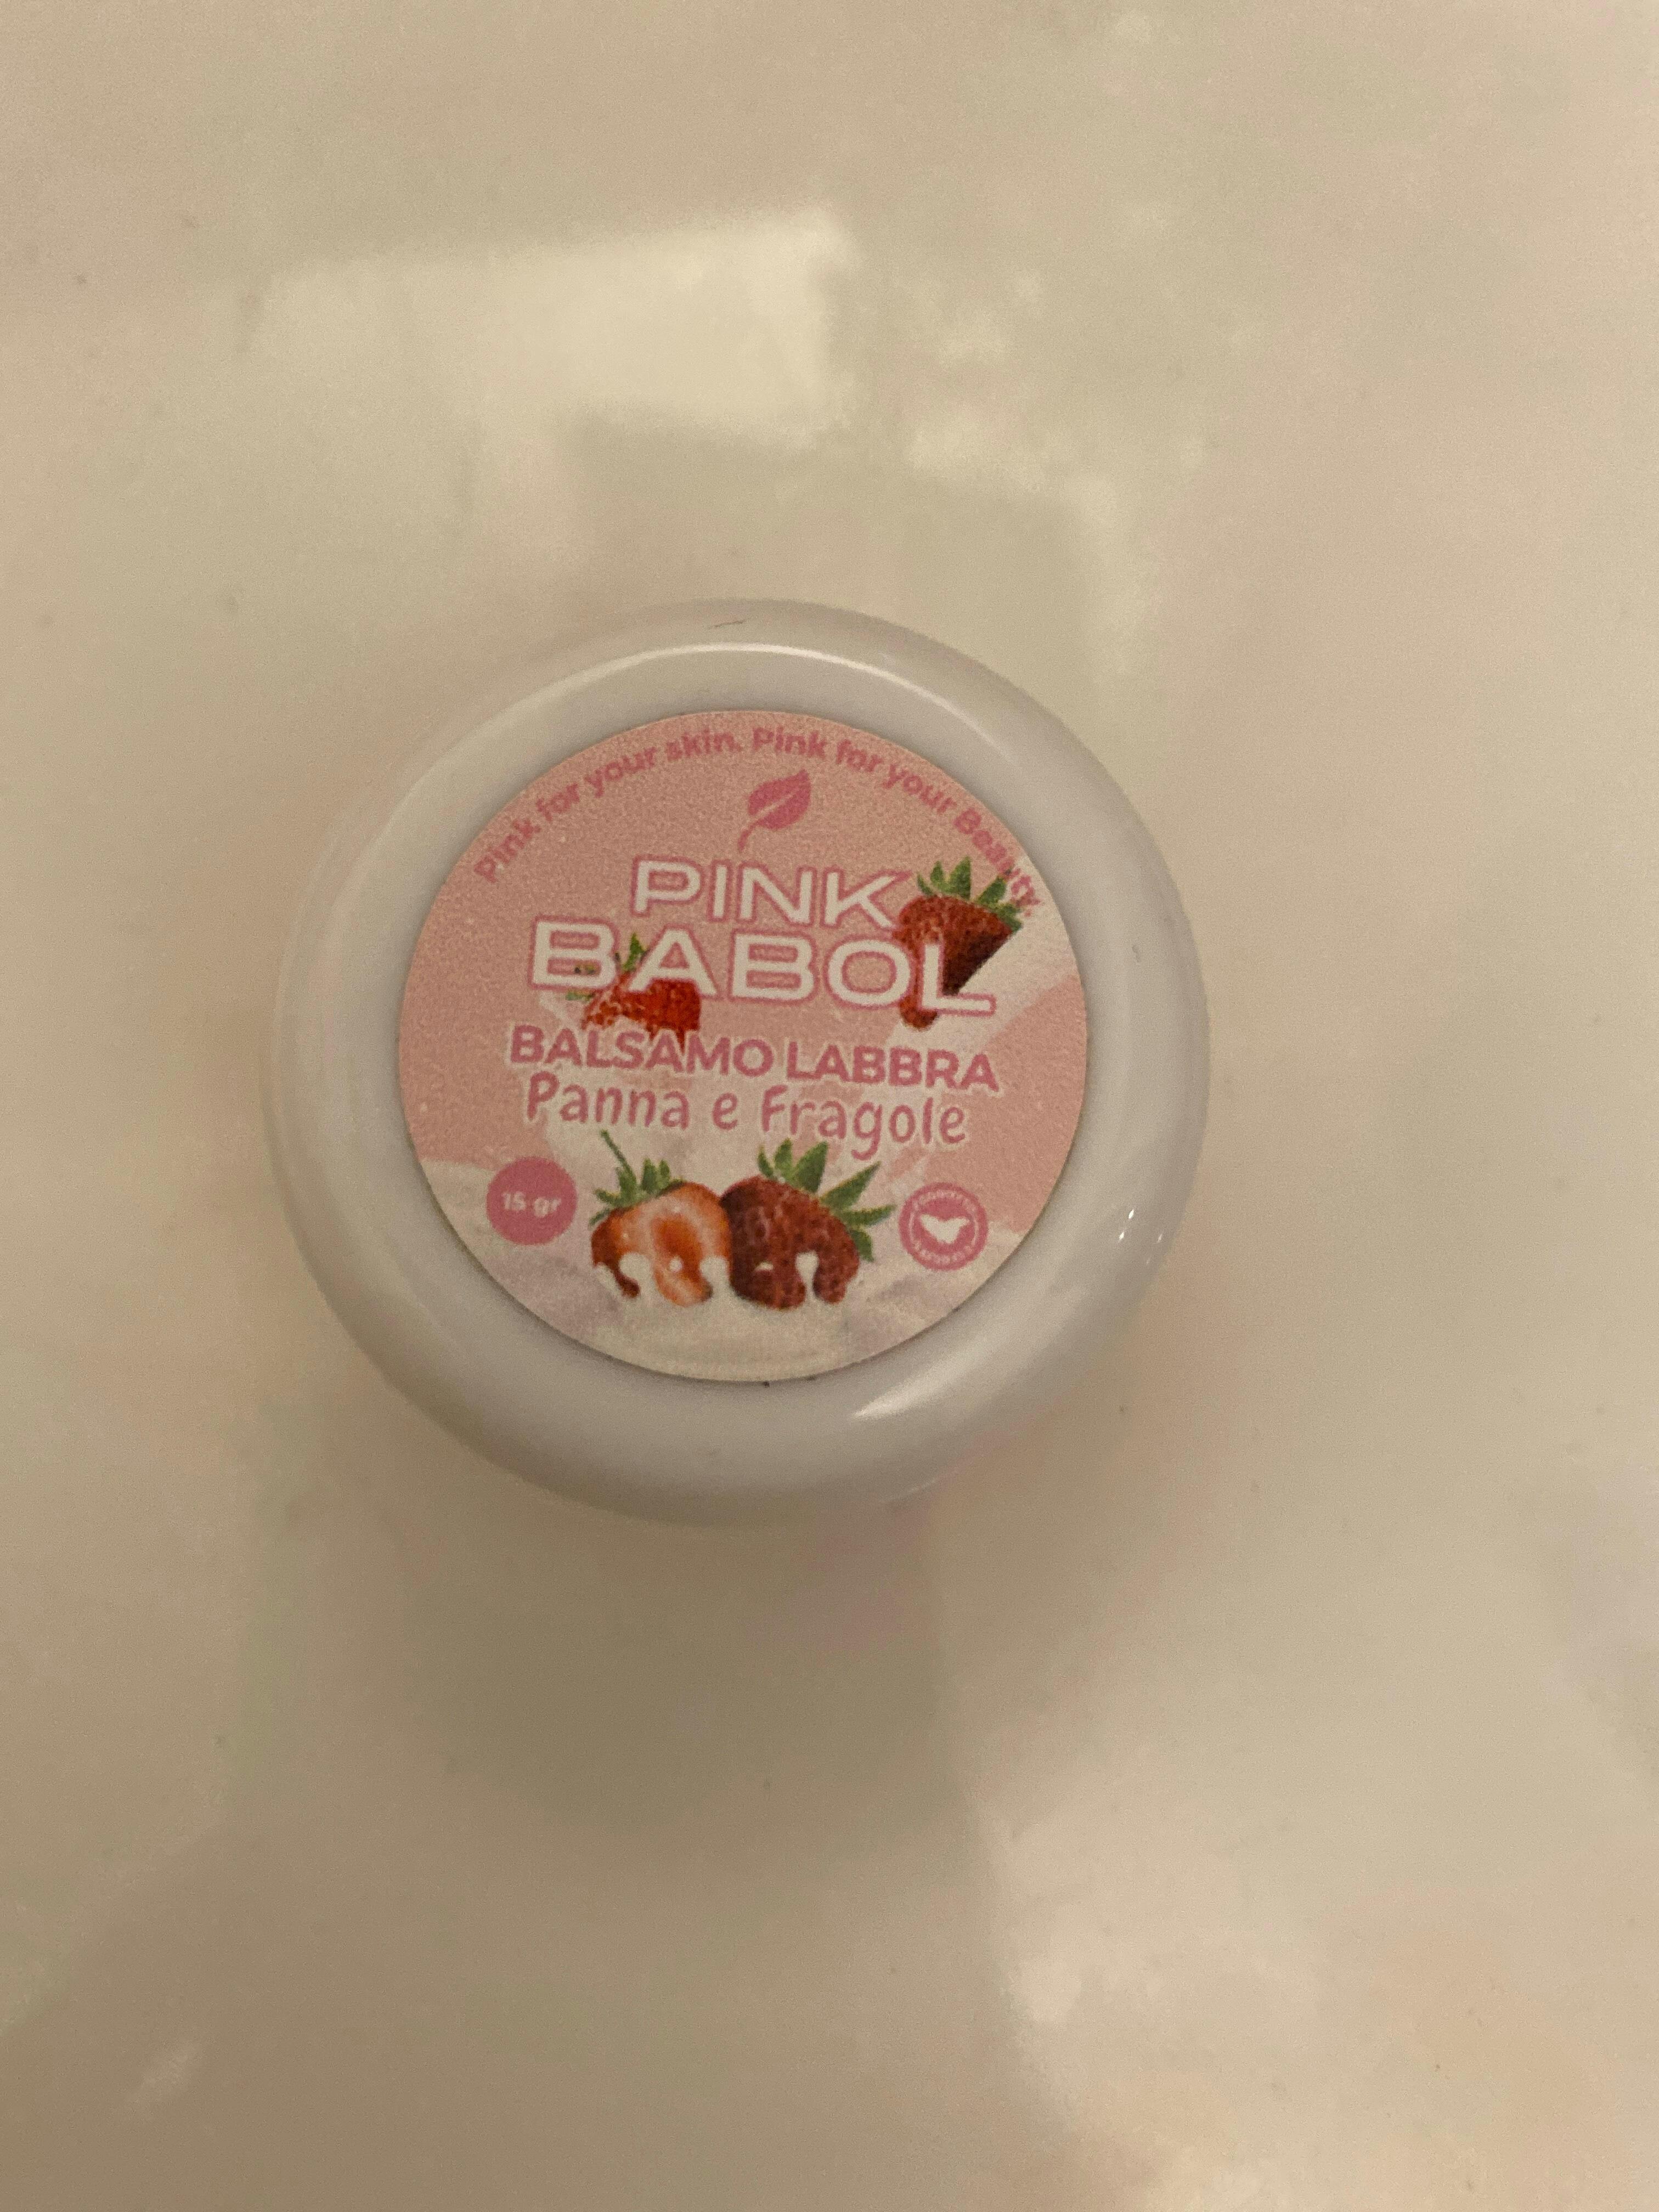 Pink for your skin. Pink for your Beauty.
PINK
BABOL
BALSAMO LABBRA
Panna e Fragole
15 gr